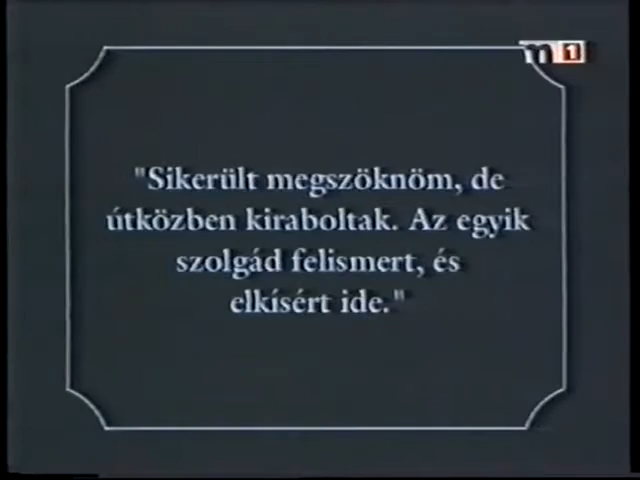 m1
"Sikerült megszöknöm, de
útközben kiraboltak. Az egyik
szolgád felismert, és
elkísért ide."